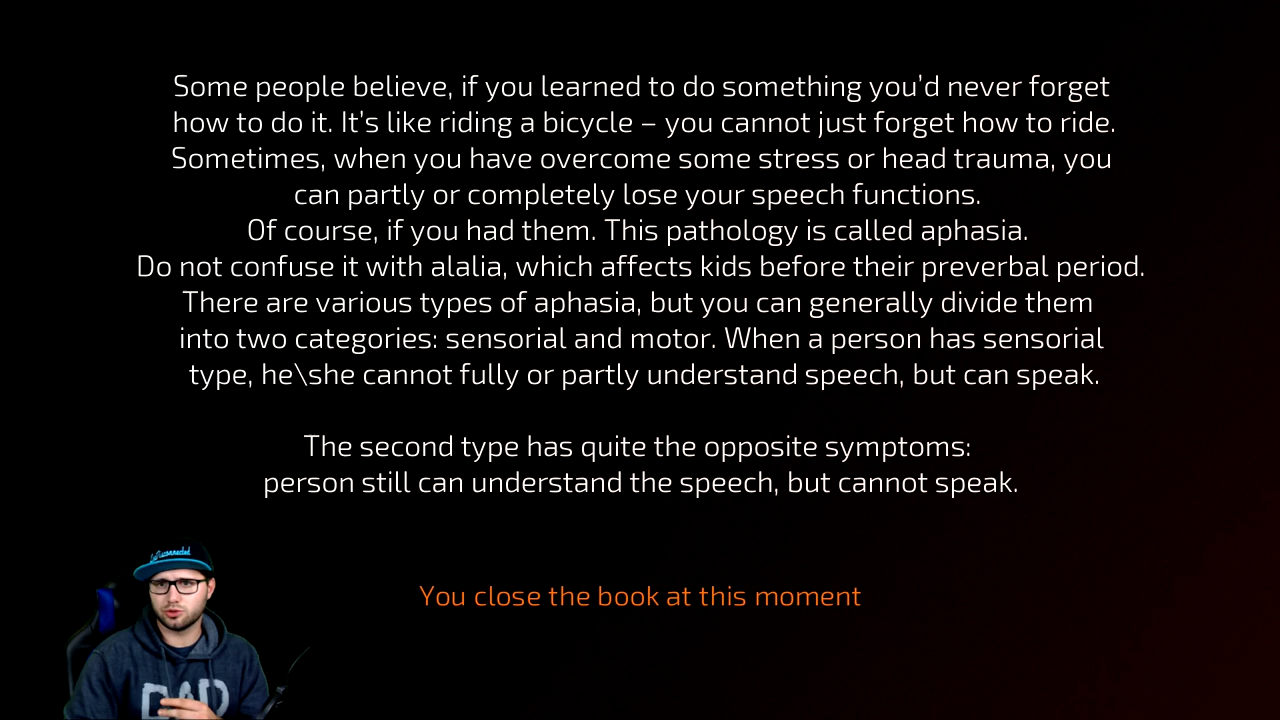 Some people believe, if you learned to do something you’d never forget
how to do it. It’s like riding a bicycle – you cannot just forget how to ride.
Sometimes, when you have overcome some stress or head trauma, you
can partly or completely lose your speech functions.
Of course, if you had them. This pathology is called aphasia.
Do not confuse it with alalia, which affects kids before their preverbal period.
There are various types of aphasia, but you can generally divide them
into two categories: sensorial and motor. When a person has sensorial
type, he\she cannot fully or partly understand speech, but can speak.
The second type has quite the opposite symptoms:
person still can understand the speech, but cannot speak.
You close the book at this moment
DAD